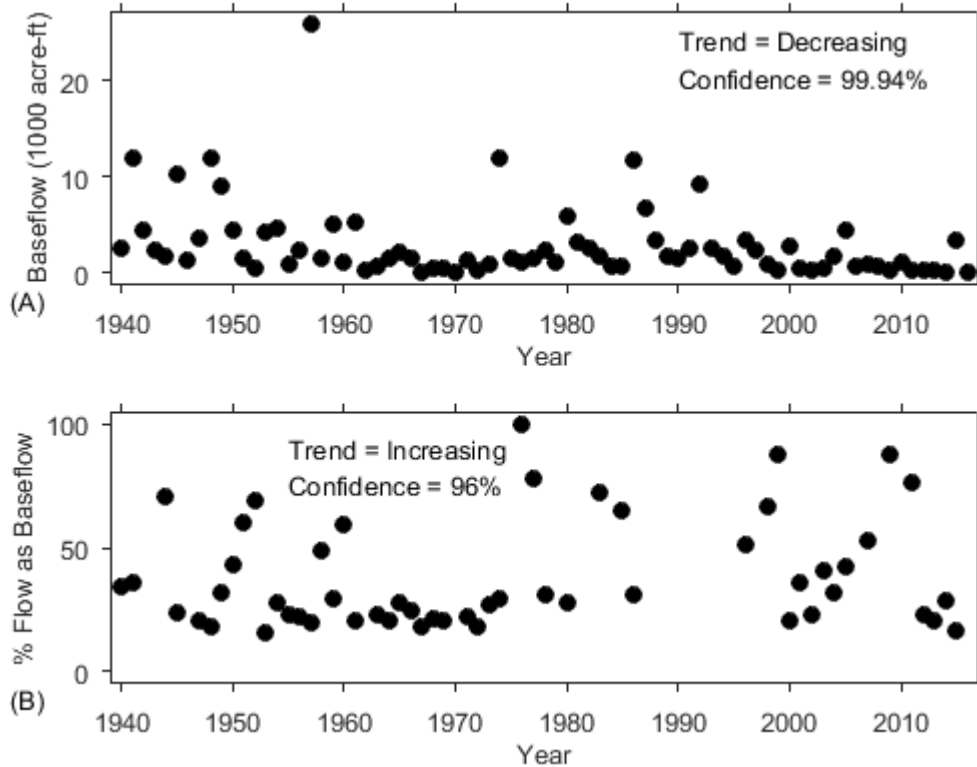 Baseflow (1000 acre-ft)
20
10
0
Trend = Decreasing
Confidence = 99.94%
(A)
1940 1950 1960 1970 1980 1990 2000 2010
Year
% Flow as Baseflow
100
50
0
Trend = Increasing
Confidence = 96%
(B)
1940 1950 1960 1970 1980 1990 2000 2010
Year